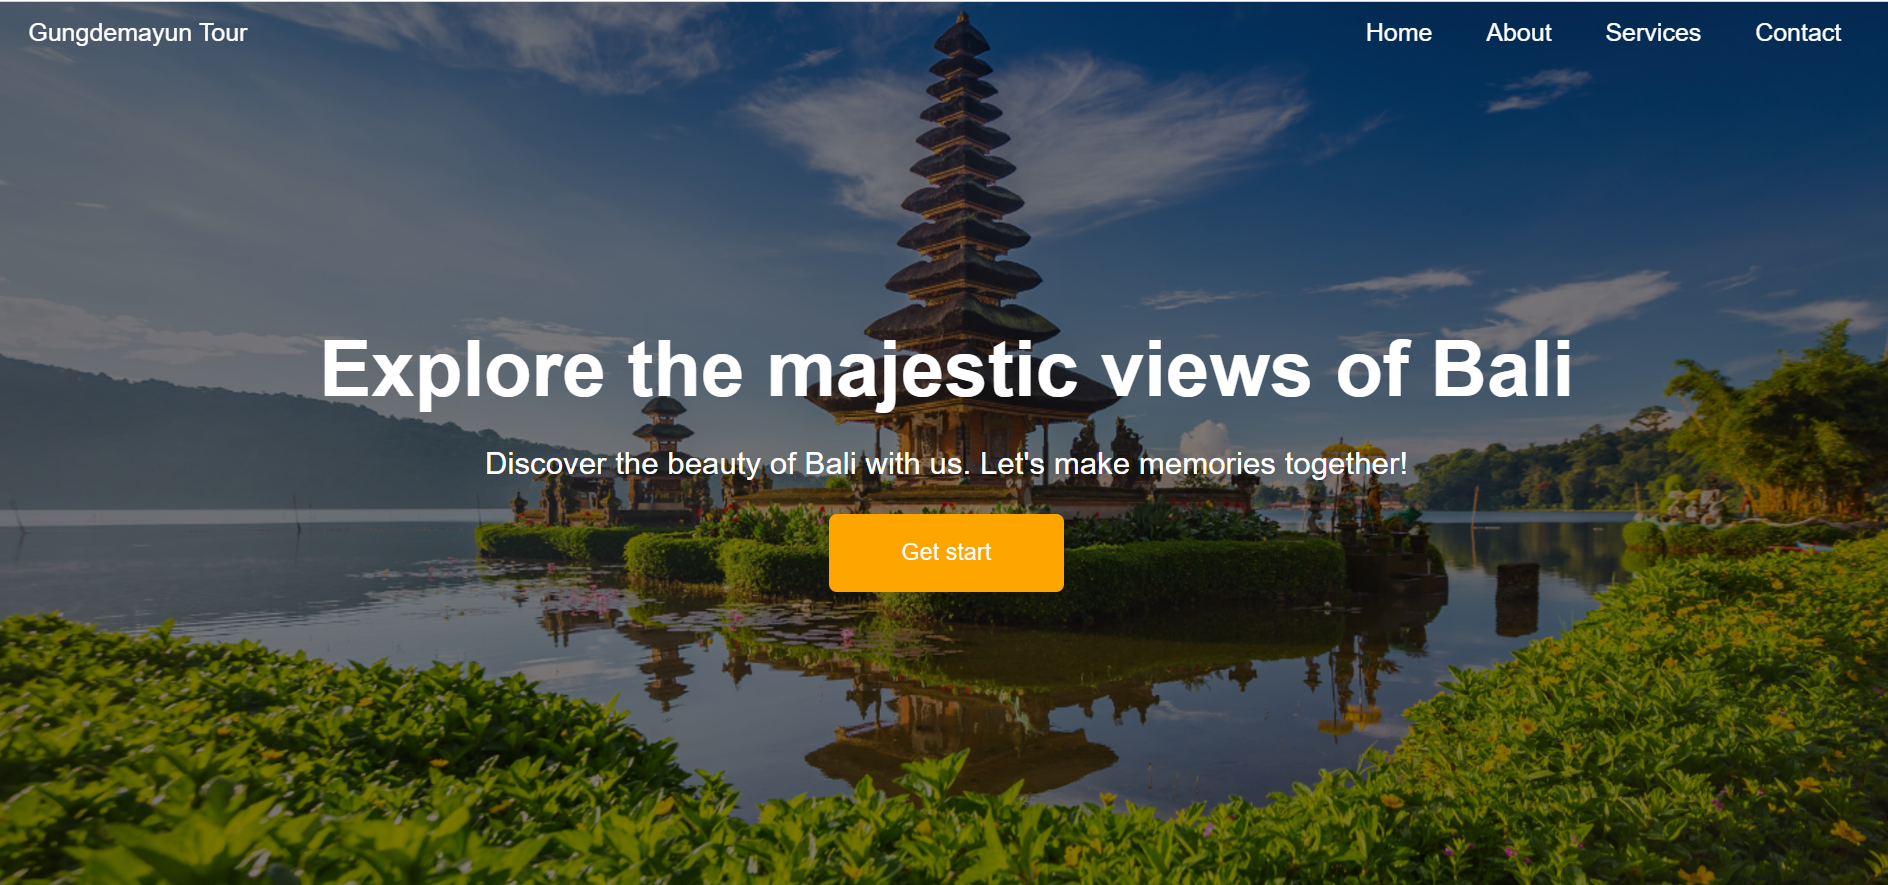 Gungdemayun Tour
Home About Services Contact
Explore the majestic views of Bali
Discover the beauty of Bali with us. Let's make memories together!
Get start